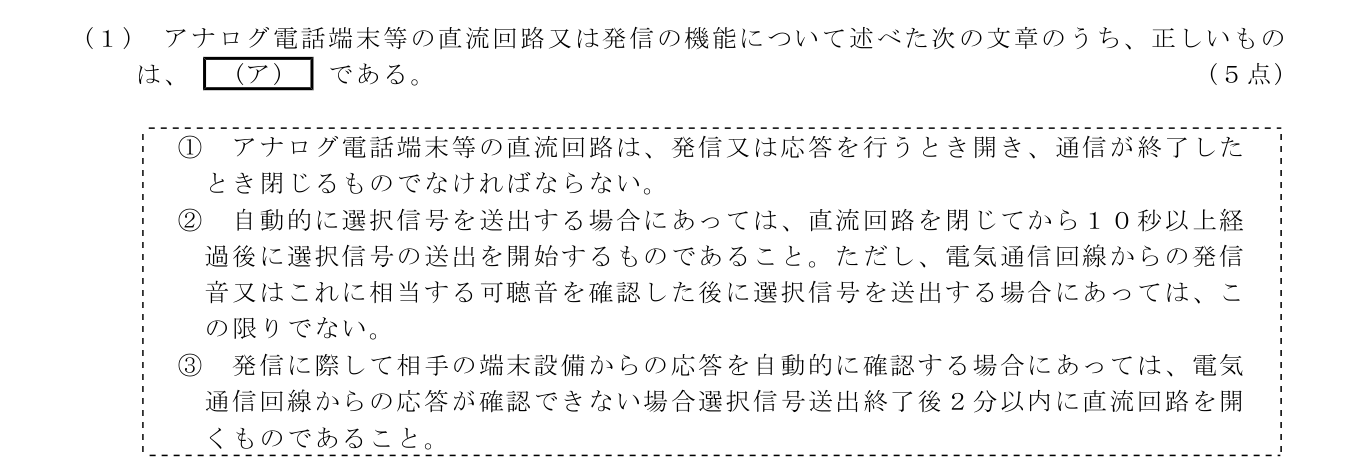 (１) アナログ電話端末等の直流回路又は発信の機能について述べた次の文章のうち、正しいもの
は、 (ア) である。 (５点)
① アナログ電話端末等の直流回路は、発信又は応答を行うとき開き、通信が終了した
とき閉じるものでなければならない。
② 自動的に選択信号を送出する場合にあっては、直流回路を閉じてから１０秒以上経
過後に選択信号の送出を開始するものであること。ただし、電気通信回線からの発信
音又はこれに相当する可聴音を確認した後に選択信号を送出する場合にあっては、こ
の限りでない。
③ 発信に際して相手の端末設備からの応答を自動的に確認する場合にあっては、電気
通信回線からの応答が確認できない場合選択信号送出終了後２分以内に直流回路を開
くものであること。